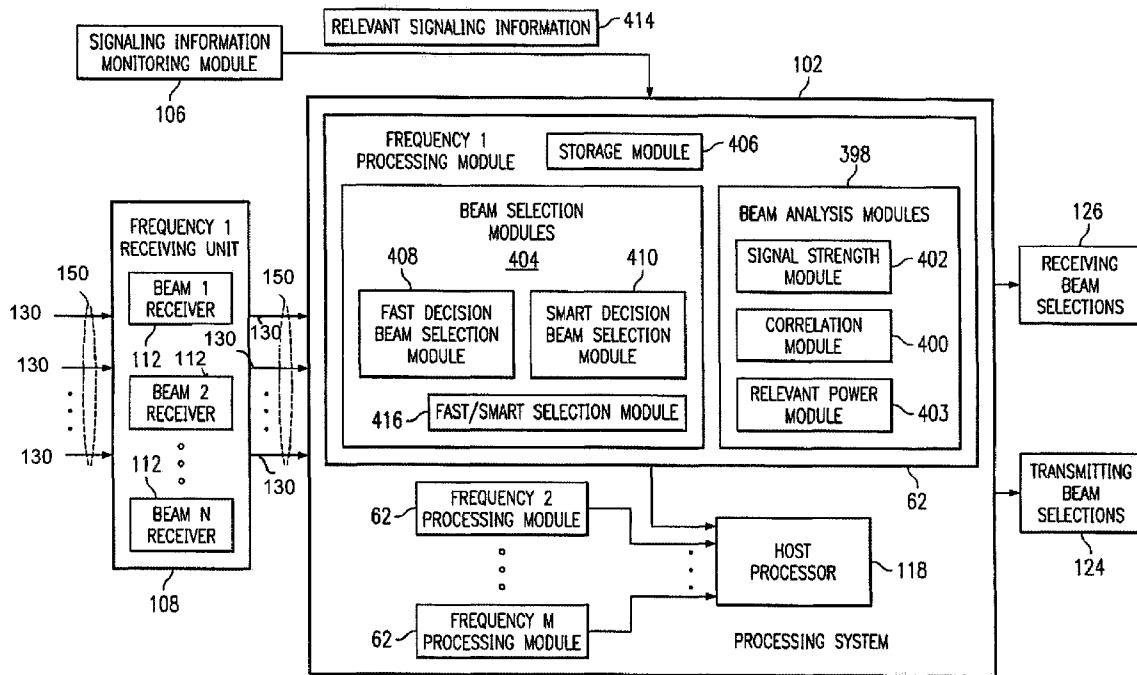 RELEVANT SIGNALING INFORMATION
414
SIGNALING INFORMATION
MONITORING MODULE
106
102
FREQUENCY 1
PROCESSING MODULE
STORAGE MODULE
406
398
BEAM SELECTION
MODULES
404
408
410
FAST DECISION
BEAM SELECTION
MODULE
SMART DECISION
BEAM SELECTION
MODULE
416
FAST/SMART SELECTION MODULE
BEAM ANALYSIS MODULES
SIGNAL STRENGTH
MODULE
402
CORRELATION
MODULE
400
RELEVANT POWER
MODULE
403
62
126
RECEIVING
BEAM
SELECTIONS
TRANSMITTING
BEAM
SELECTIONS
124
FREQUENCY 1
RECEIVING UNIT
150
150
130
BEAM 1
RECEIVER
130
112
112
130
130
BEAM 2
RECEIVER
112
130
130
BEAM N
RECEIVER
108
62
FREQUENCY 2
PROCESSING MODULE
HOST
PROCESSOR
118
62
FREQUENCY M
PROCESSING MODULE
PROCESSING SYSTEM